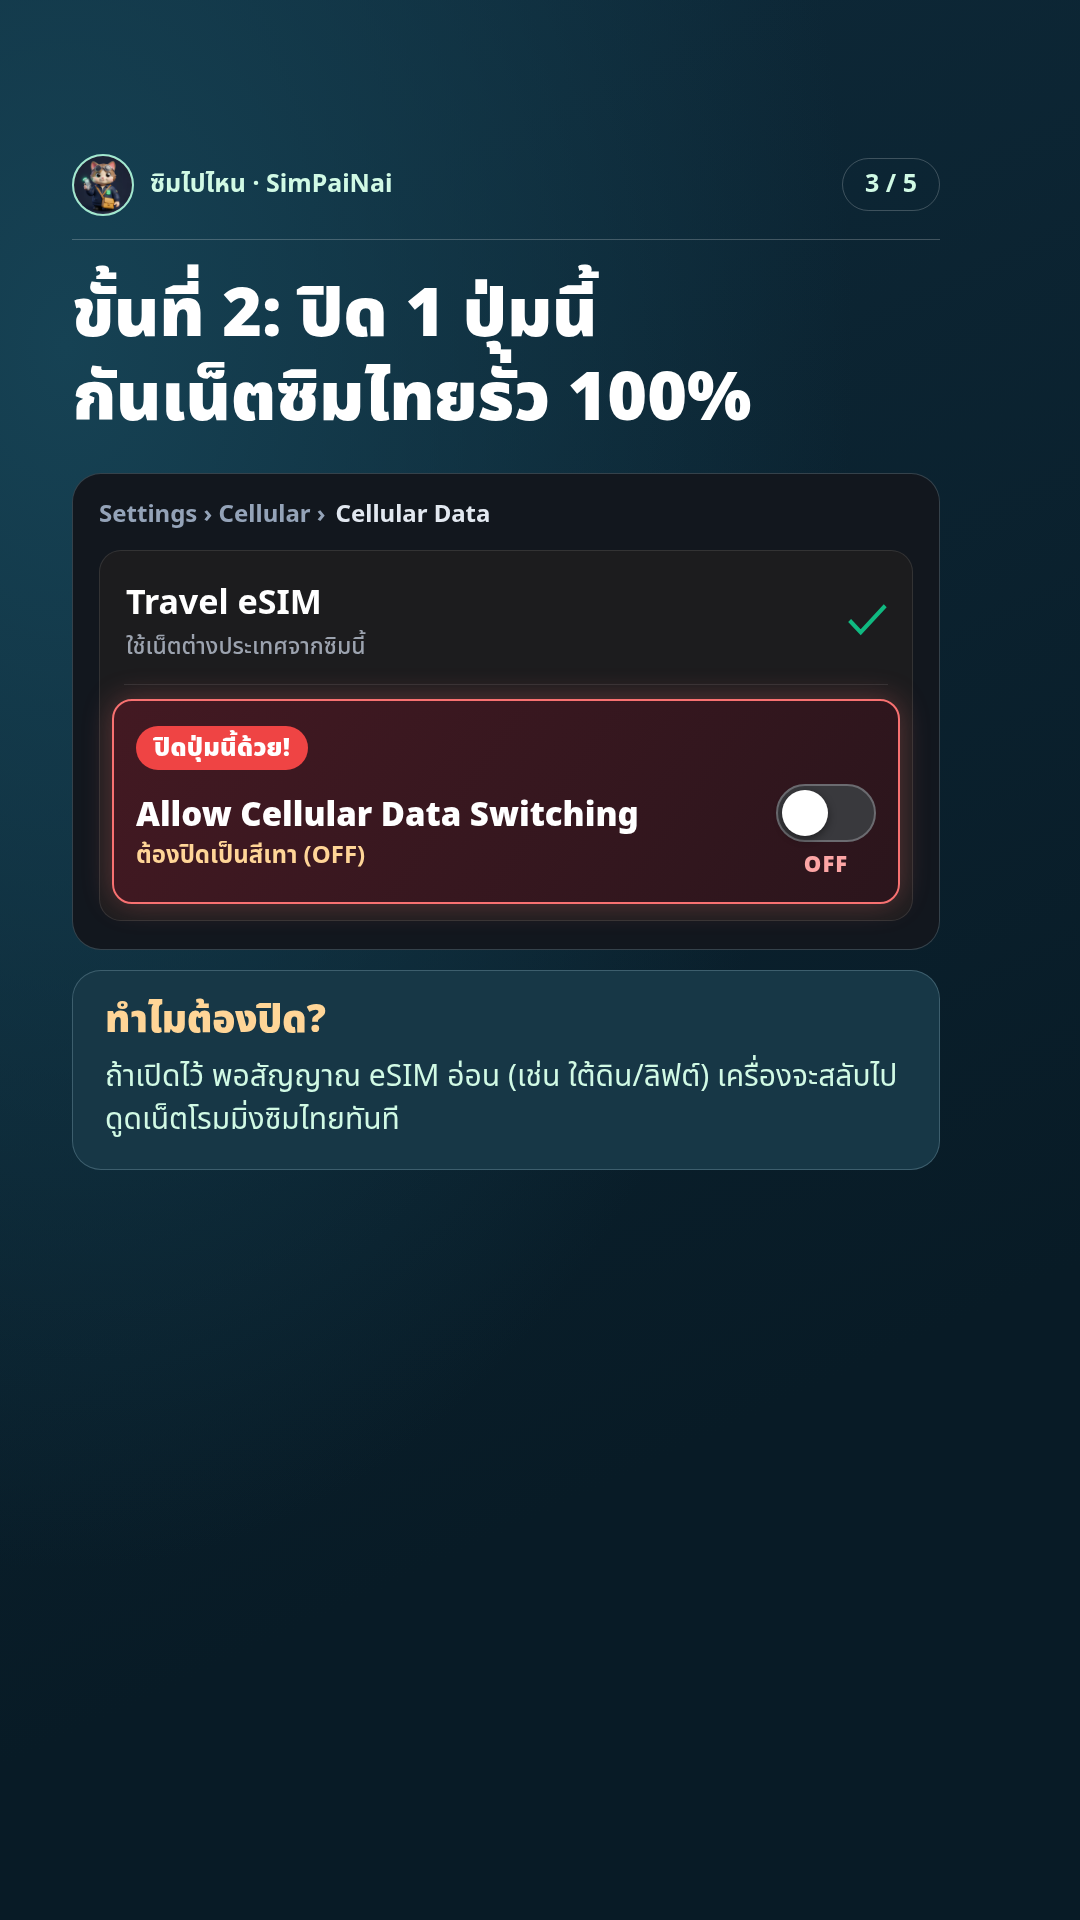 ซิมไปไหน · SimPaiNai
3 / 5
ขั้นที่ 2: ปิด 1 ปุ่มนี้
กันเน็ตซิมไทยรั่ว 100%
Settings › Cellular › Cellular Data
Travel eSIM
ใช้เน็ตต่างประเทศจากซิมนี้
ปิดปุ่มนี้ด้วย!
Allow Cellular Data Switching
ต้องปิดเป็นสีเทา (OFF)
OFF
ทำไมต้องปิด?
ถ้าเปิดไว้ พอสัญญาณ eSIM อ่อน (เช่น ใต้ดิน/ลิฟต์) เครื่องจะสลับไป
ดูดเน็ตโรมมิ่งซิมไทยทันที